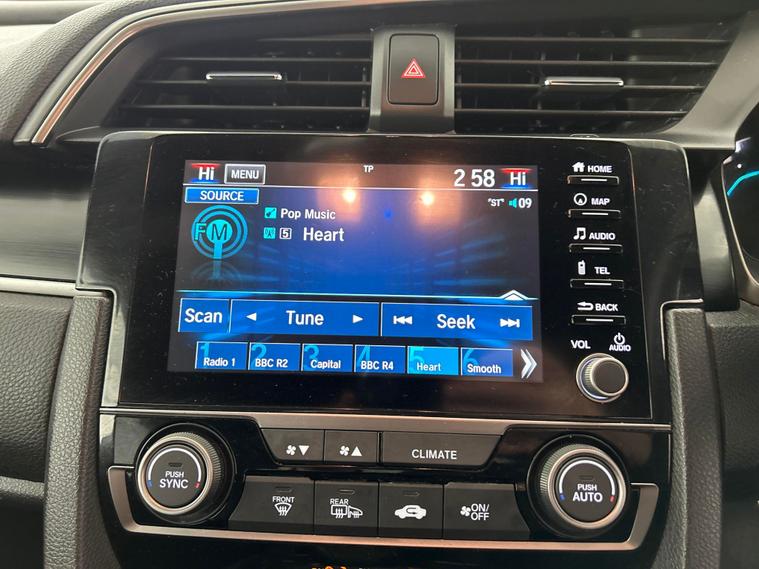 Hi MENU TP 2 58 Hi
SOURCE
"ST" 09
FM
Pop Music
5 Heart
Scan Tune Seek
1 Radio 1
2 BBC R2
3 Capital
4 BBC R4
5 Heart
6 Smooth
HOME
MAP
AUDIO
TEL
BACK
VOL AUDIO
PUSH
SYNC
CLIMATE
FRONT
REAR
ON/
OFF
PUSH
AUTO